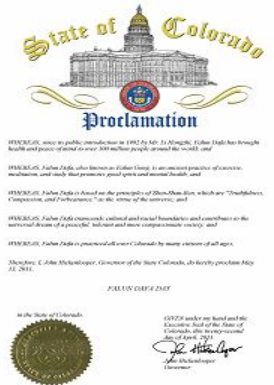 State of Colorado
Proclamation
WHEREAS, since its public introduction in 1992 by Mr. Li Hongzhi, Falun Dafa has brought
health and peace of mind to over 100 million people around the world; and
WHEREAS, Falun Dafa, also known as Falun Gong, is an ancient practice of exercise,
meditation, and study that promotes good spirit and mental health; and
WHEREAS, Falun Dafa is based on the principles of Zhen-Shan-Ren, which are "Truthfulness,
Compassion, and Forbearance," as the virtue of the universe; and
WHEREAS, Falun Dafa transcends cultural and racial boundaries and contributes to the
universal dream of a peaceful, tolerant and more compassionate society; and
WHEREAS, Falun Dafa is practiced all over Colorado by many citizens of all ages.
Therefore, I, John Hickenlooper, Governor of the State of Colorado, do hereby proclaim May
13, 2011,
FALUN DAFA DAY
in the State of Colorado.
GIVEN under my hand and the
Executive Seal of the State of
Colorado, this twenty-second
day of April, 2011
John Hickenlooper
Governor